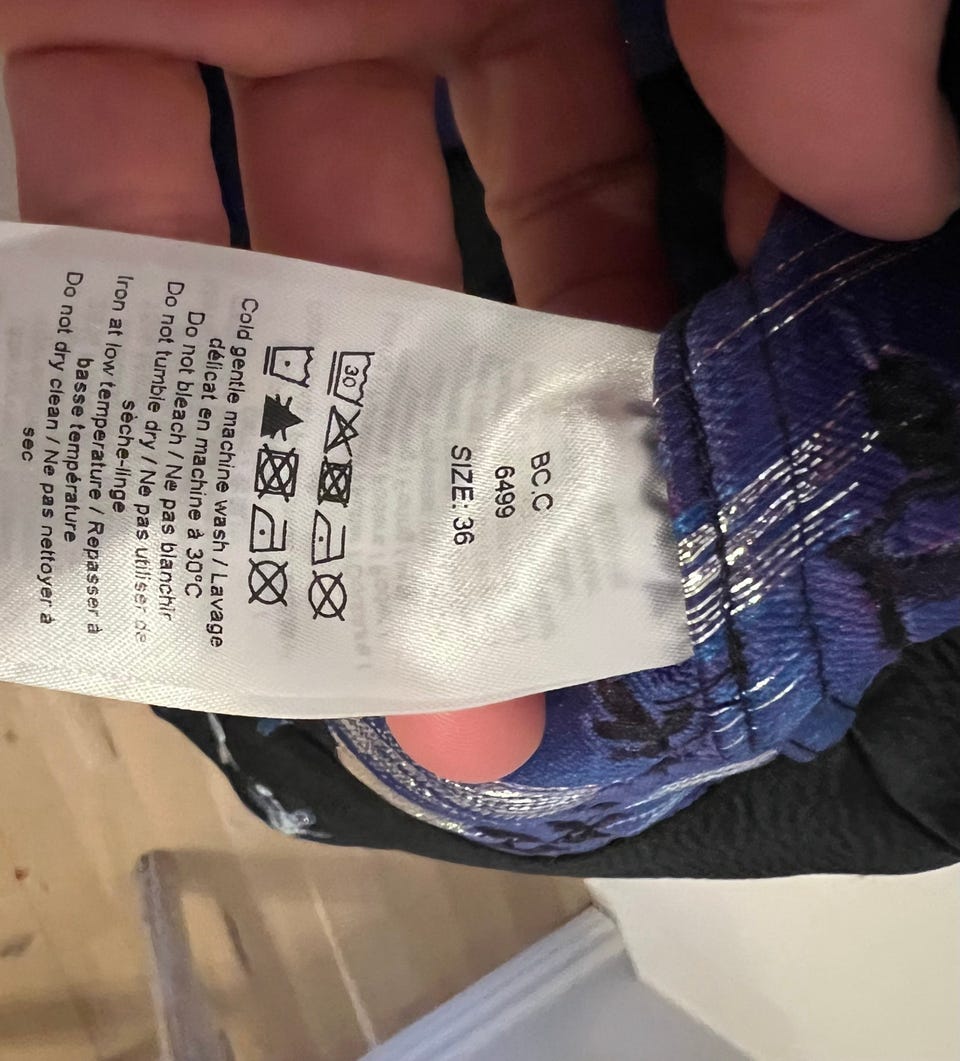 BC.C
6499
SIZE: 36
30
Cold gentle machine wash / Lavage
délicat en machine à 30°C
Do not bleach / Ne pas blanchir
Do not tumble dry / Ne pas utiliser de
sèche-linge
Iron at low temperature / Repasser à
basse température
Do not dry clean / Ne pas nettoyer à
sec